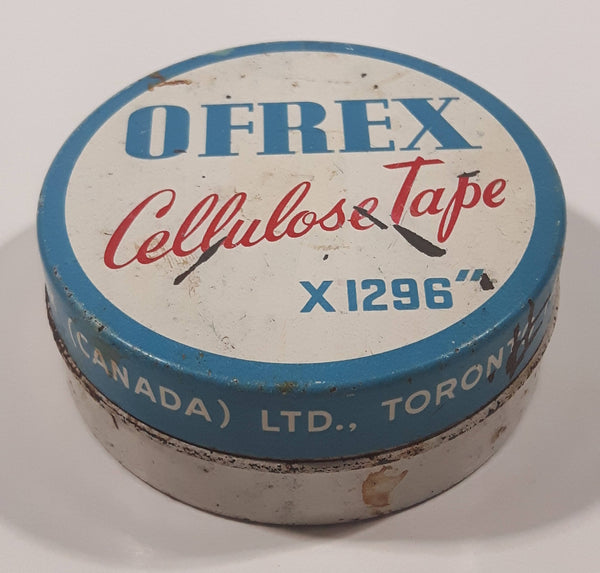 OFREX
Cellulose Tape
X 1296"
(CANADA) LTD., TORONTO